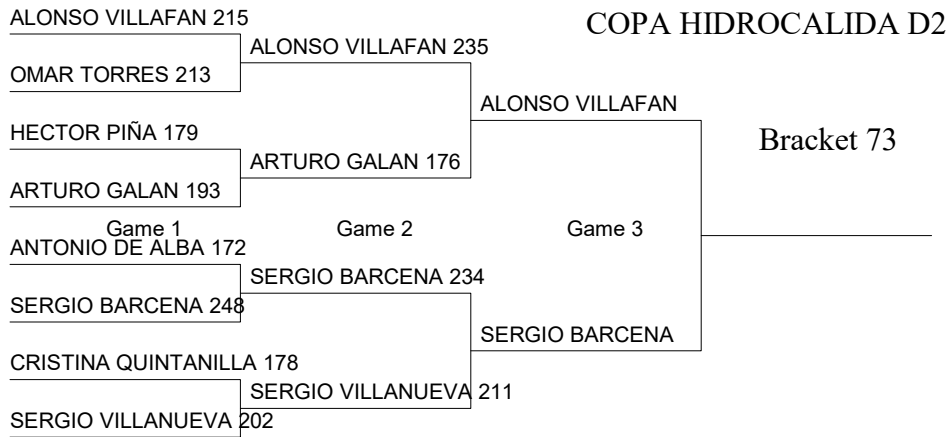 ALONSO VILLAFAN 215
COPA HIDROCALIDA D2
ALONSO VILLAFAN 235
OMAR TORRES 213
ALONSO VILLAFAN
HECTOR PIÑA 179
Bracket 73
ARTURO GALAN 176
ARTURO GALAN 193
Game 1
Game 2
Game 3
ANTONIO DE ALBA 172
SERGIO BARCENA 234
SERGIO BARCENA 248
SERGIO BARCENA
CRISTINA QUINTANILLA 178
SERGIO VILLANUEVA 211
SERGIO VILLANUEVA 202